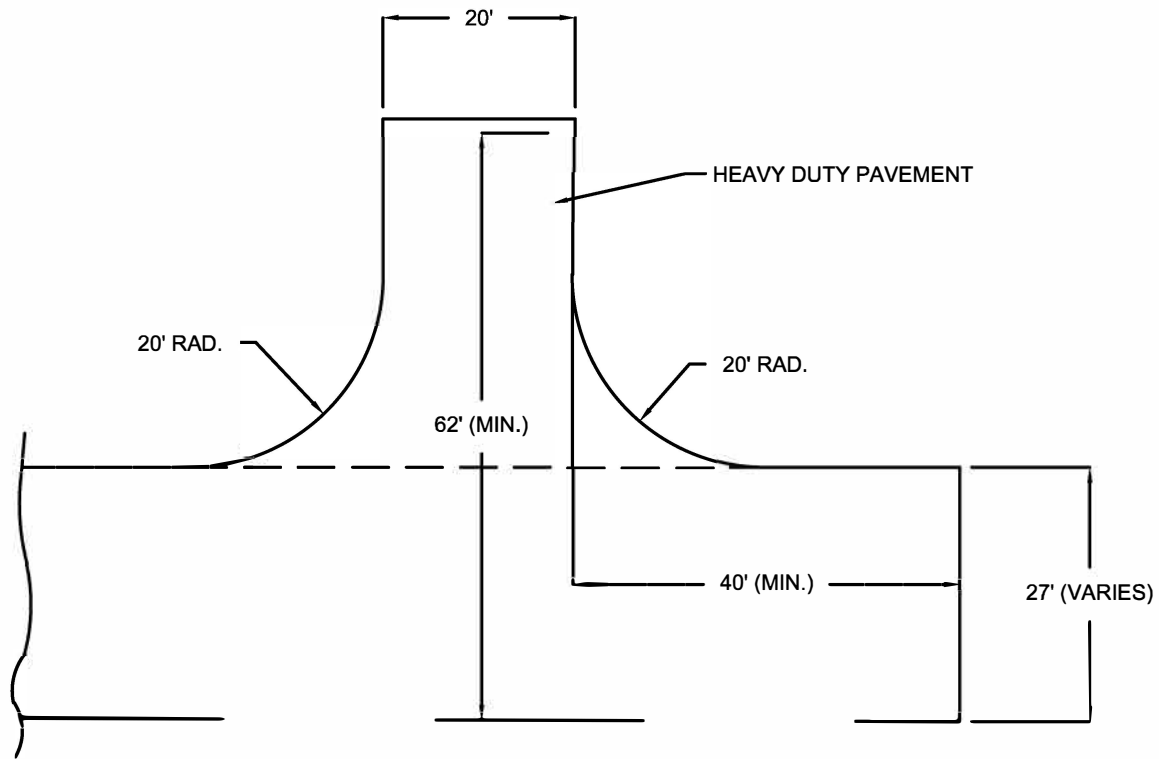 20'
HEAVY DUTY PAVEMENT
20' RAD.
20' RAD.
62' (MIN.)
40' (MIN.)
27' (VARIES)